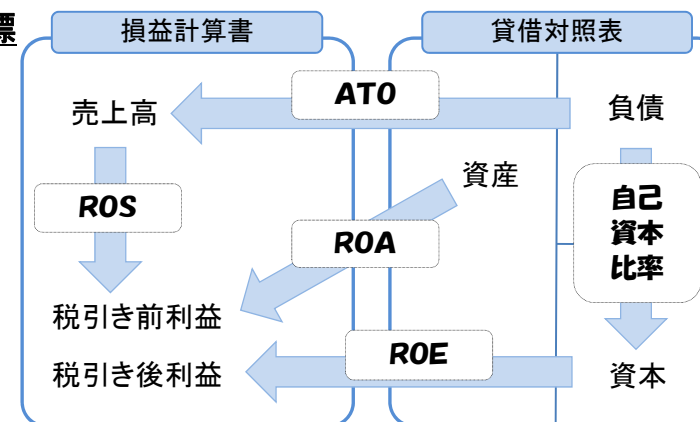 標
損益計算書
貸借対照表
ATO
売上高
負債
資産
ROS
自己
資本
比率
ROA
税引き前利益
ROE
税引き後利益
資本